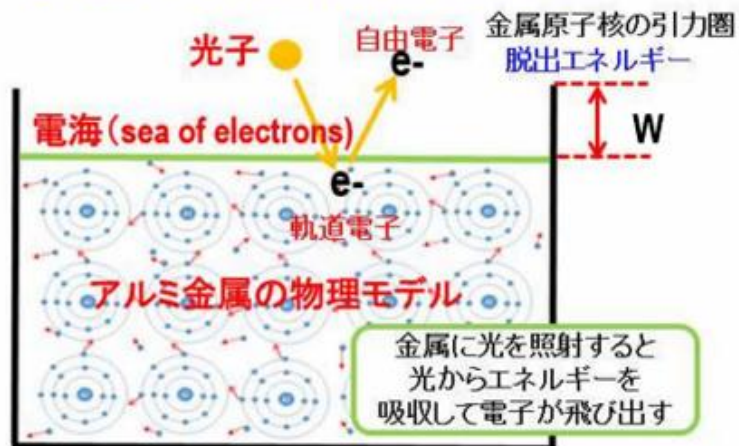 光子
自由電子
e-
金属原子核の引力圏
脱出エネルギー
電海(sea of electrons)
W
e-
軌道電子
アルミ金属の物理モデル
金属に光を照射すると
光からエネルギーを
吸収して電子が飛び出す